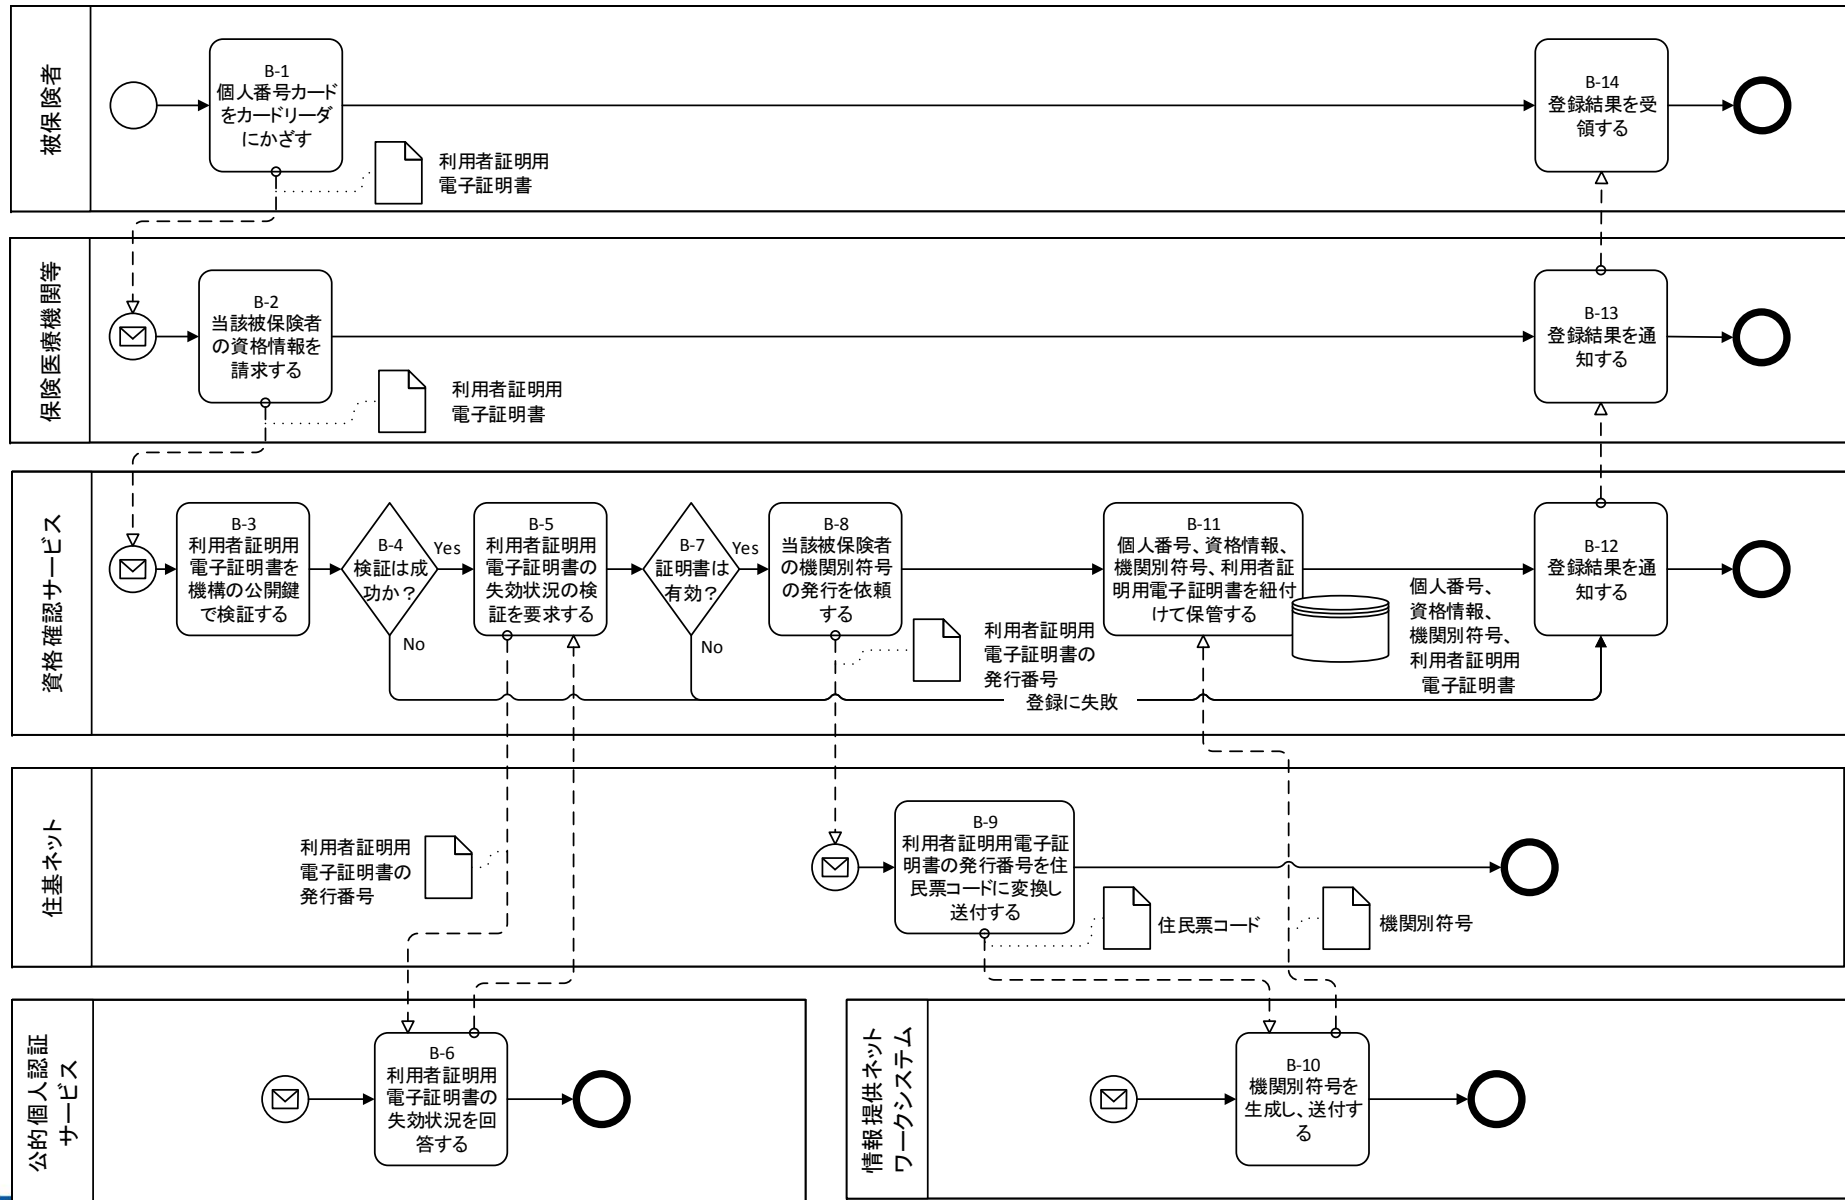 被保険者
B-1
個人番号カード
をカードリーダ
にかざす
利用者証明用
電子証明書
B-14
登録結果を受
領する
保険医療機関等
B-2
当該被保険者
の資格情報を
請求する
利用者証明用
電子証明書
B-13
登録結果を通
知する
資格確認サービス
B-3
利用者証明用
電子証明書を
機構の公開鍵
で検証する
B-4
検証は成
功か?
Yes
No
B-5
利用者証明用
電子証明書の
失効状況の検
証を要求する
B-7
証明書は
有効?
Yes
No
B-8
当該被保険者
の機関別符号
の発行を依頼
する
利用者証明用
電子証明書の
発行番号
登録に失敗
B-11
個人番号、資格情報、
機関別符号、利用者証
明用電子証明書を紐付
けて保管する
個人番号、
資格情報、
機関別符号、
利用者証明用
電子証明書
B-12
登録結果を通
知する
住基ネット
利用者証明用
電子証明書の
発行番号
B-9
利用者証明用電子証
明書の発行番号を住
民票コードに変換し
送付する
住民票コード
機関別符号
公的個人認証
サービス
B-6
利用者証明用
電子証明書の
失効状況を回
答する
情報提供ネット
ワークシステム
B-10
機関別符号を
生成し、送付す
る